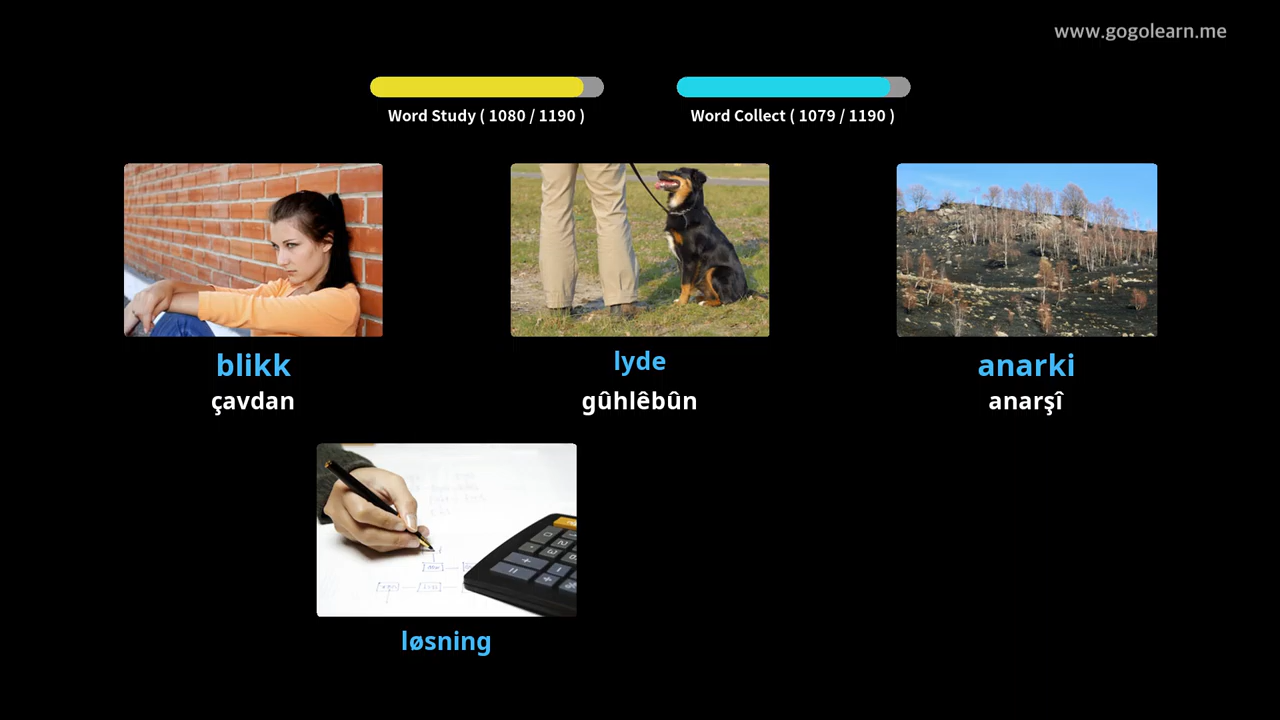 www.gogolearn.me
Word Study ( 1080 / 1190 )
Word Collect ( 1079 / 1190 )
blikk
çavdan
lyde
gûhlêbûn
anarki
anarşî
løsning